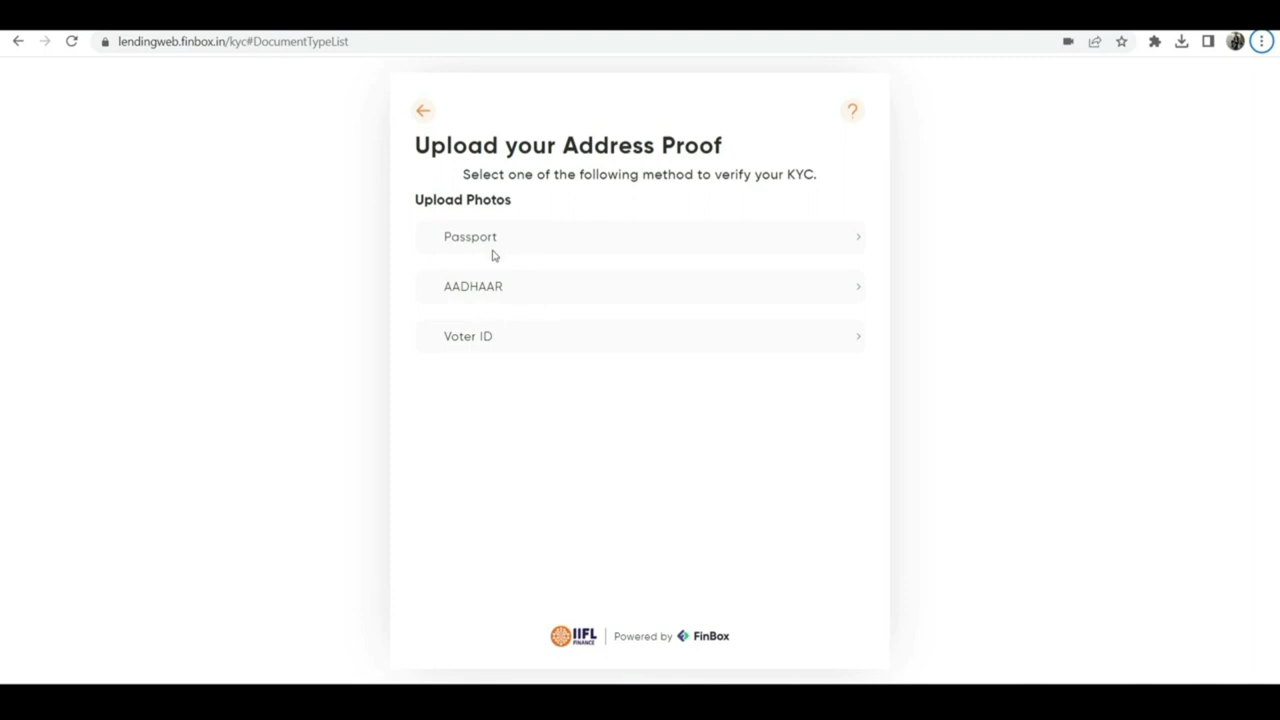 lendingweb.finbox.in/kyc#DocumentTypeList
?
Upload your Address Proof
Select one of the following method to verify your KYC.
Upload Photos
Passport
AADHAAR
Voter ID
IIFL FINANCE | Powered by FinBox